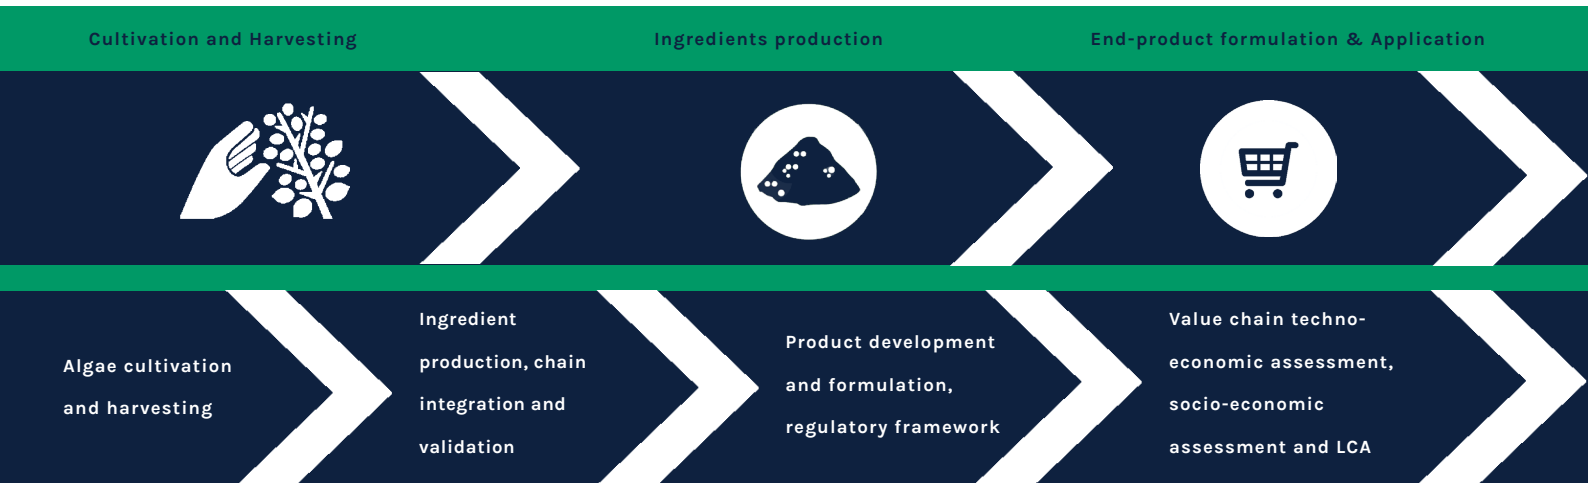 Cultivation and Harvesting
Ingredients production
End-product formulation & Application
Algae cultivation
and harvesting
Ingredient
production, chain
integration and
validation
Product development
and formulation,
regulatory framework
Value chain techno-
economic assessment,
socio-economic
assessment and LCA